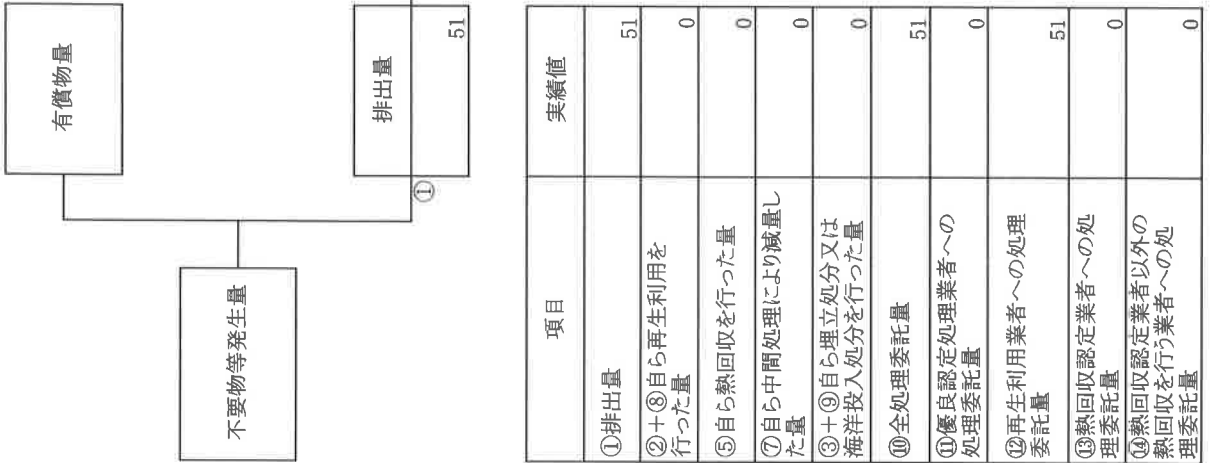 有償物量
不要物等発生量
排出量
51
①
項目
実績値
①排出量
51
②+⑧自ら再生利用を
行った量
0
⑤自ら熱回収を行った量
0
⑦自ら中間処理により減量し
た量
0
③+⑨自ら埋立処分又は
海洋投入処分を行った量
0
⑩全処理委託量
51
⑪優良認定処理業者への
処理委託量
0
⑫再生利用業者への処理
委託量
51
⑬熱回収認定業者への処
理委託量
0
⑭熱回収認定業者以外の
熱回収を行う業者への処
理委託量
0